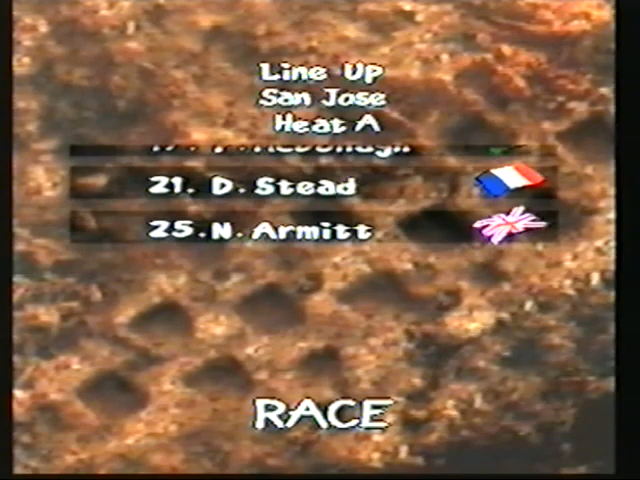 Line Up
San Jose
Heat A
21. D. Stead
25. N. Armitt
RACE